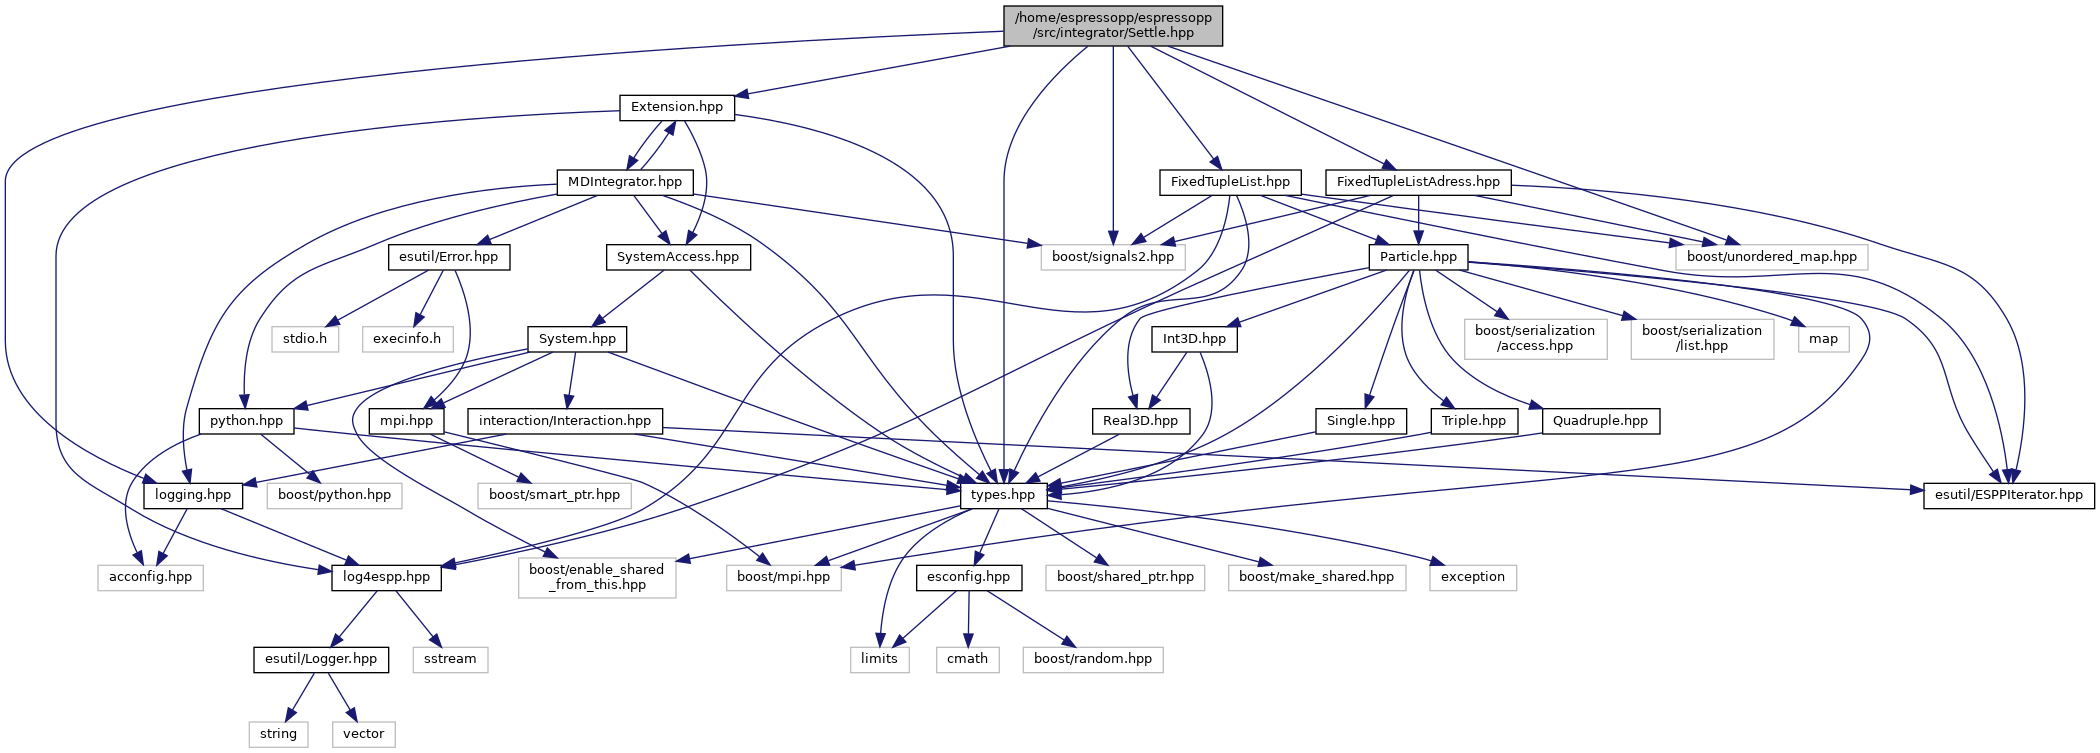 /home/espressopp/espressopp
/src/integrator/Settle.hpp
Extension.hpp
MDIntegrator.hpp
FixedTupleList.hpp
FixedTupleListAdress.hpp
esutil/Error.hpp
SystemAccess.hpp
boost/signals2.hpp
Particle.hpp
boost/unordered_map.hpp
stdio.h
execinfo.h
System.hpp
Int3D.hpp
boost/serialization
/access.hpp
boost/serialization
/list.hpp
map
python.hpp
mpi.hpp
interaction/Interaction.hpp
Real3D.hpp
Single.hpp
Triple.hpp
Quadruple.hpp
logging.hpp
boost/python.hpp
boost/smart_ptr.hpp
types.hpp
esutil/ESPPIterator.hpp
acconfig.hpp
log4espp.hpp
boost/enable_shared
_from_this.hpp
boost/mpi.hpp
esconfig.hpp
boost/shared_ptr.hpp
boost/make_shared.hpp
exception
esutil/Logger.hpp
sstream
limits
cmath
boost/random.hpp
string
vector